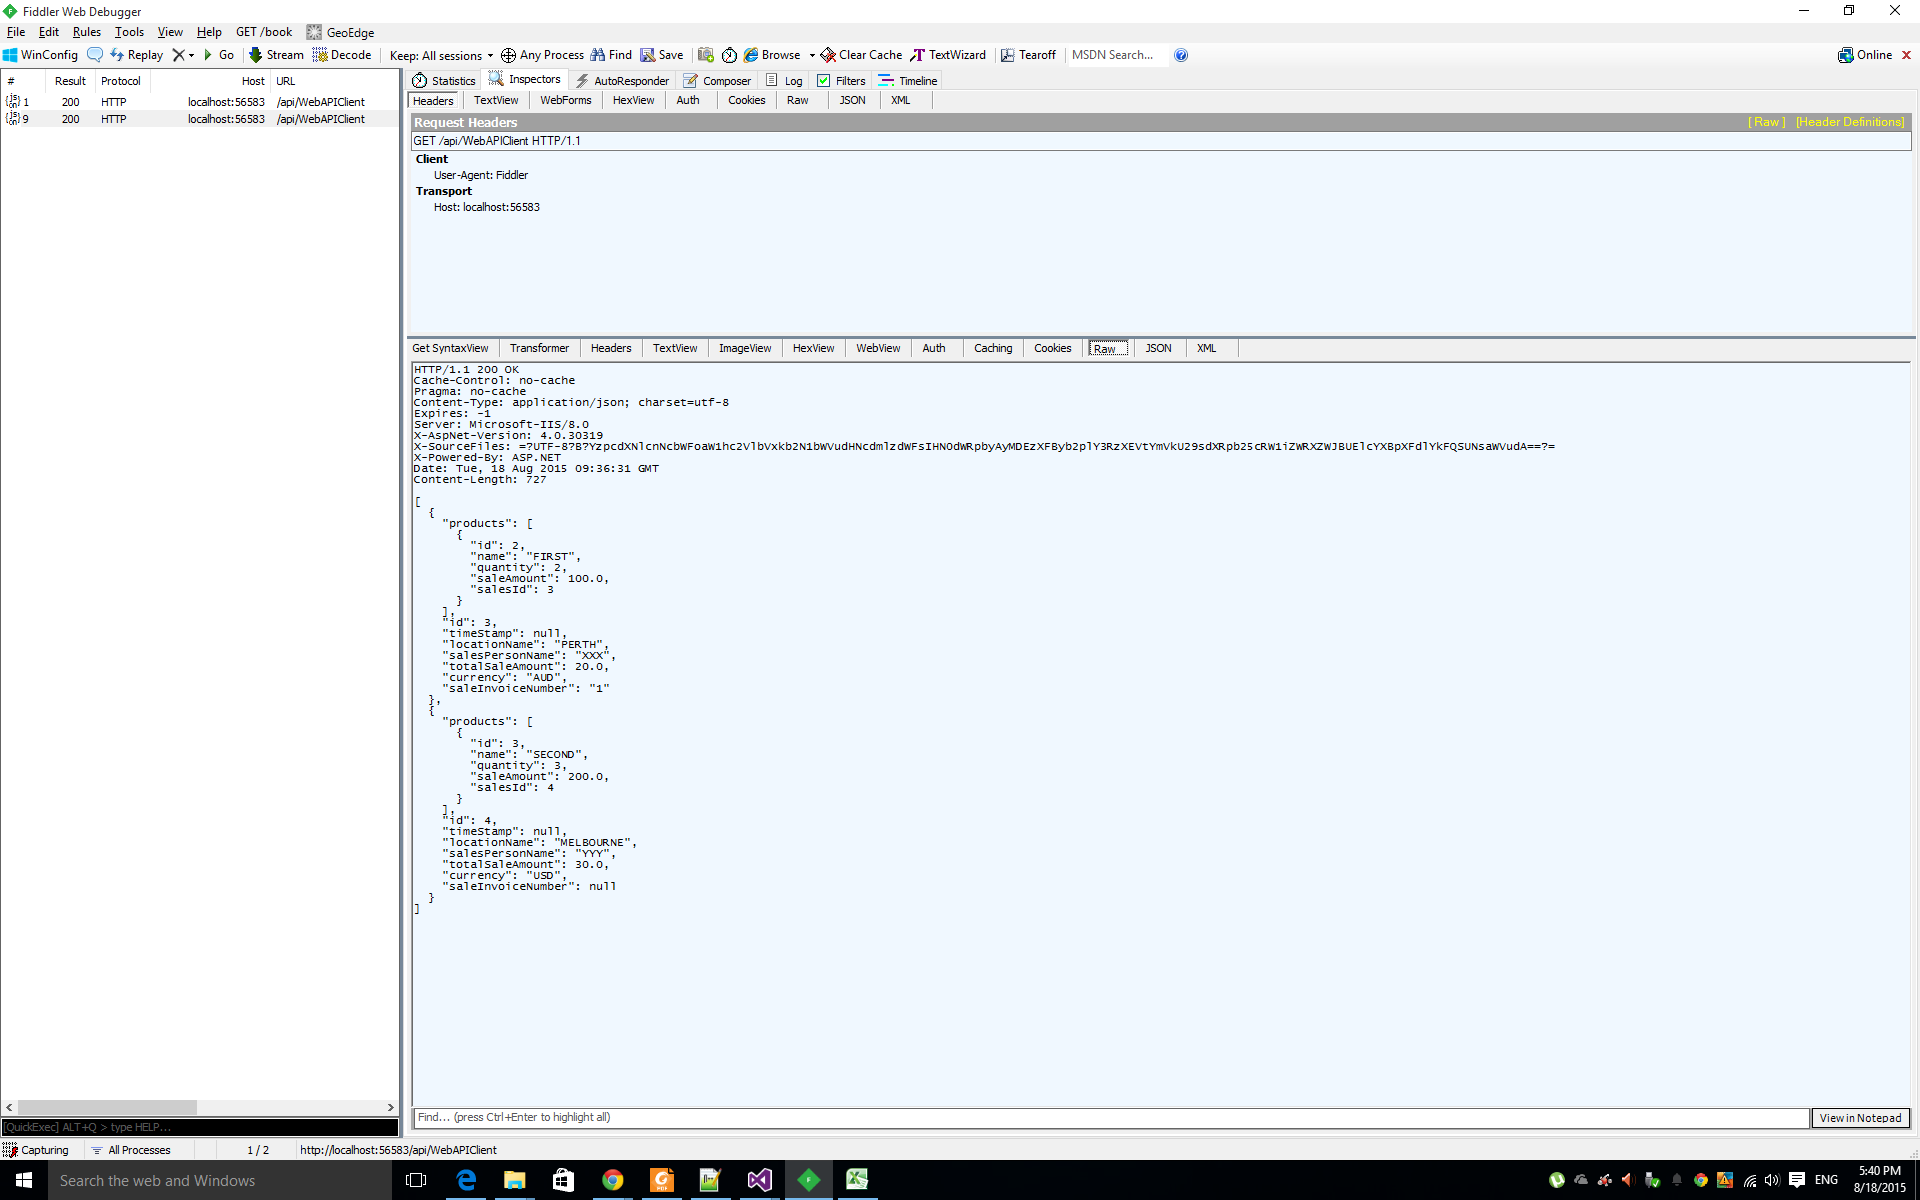 Fiddler Web Debugger
File Edit Rules Tools View Help GET /book GeoEdge
WinConfig Replay Go Stream Decode Keep: All sessions Any Process Find Save Browse Clear Cache TextWizard Tearoff MSDN Search... Online
# Result Protocol Host URL
1 200 HTTP localhost:56583 /api/WebAPIClient
9 200 HTTP localhost:56583 /api/WebAPIClient
Statistics Inspectors AutoResponder Composer Log Filters Timeline
Headers TextView WebForms HexView Auth Cookies Raw JSON XML
Request Headers [ Raw ] [Header Definitions]
GET /api/WebAPIClient HTTP/1.1
Client
User-Agent: Fiddler
Transport
Host: localhost:56583
Get SyntaxView Transformer Headers TextView ImageView HexView WebView Auth Caching Cookies Raw JSON XML
HTTP/1.1 200 OK
Cache-Control: no-cache
Pragma: no-cache
Content-Type: application/json; charset=utf-8
Expires: -1
Server: Microsoft-IIS/8.0
X-AspNet-Version: 4.0.30319
X-SourceFiles:
X-Powered-By: ASP.NET
Date: Tue, 18 Aug 2015 09:36:31 GMT
Content-Length: 727
[
{
"products": [
{
"id": 2,
"name": "FIRST",
"quantity": 2,
"saleAmount": 100.0,
"salesId": 3
}
],
"id": 3,
"timeStamp": null,
"locationName": "PERTH",
"salesPersonName": "XXX",
"totalSaleAmount": 20.0,
"currency": "AUD",
"saleInvoiceNumber": "1"
},
{
"products": [
{
"id": 3,
"name": "SECOND",
"quantity": 3,
"saleAmount": 200.0,
"salesId": 4
}
],
"id": 4,
"timeStamp": null,
"locationName": "MELBOURNE",
"salesPersonName": "YYY",
"totalSaleAmount": 30.0,
"currency": "USD",
"saleInvoiceNumber": null
}
]
Find... (press Ctrl+Enter to highlight all) View in Notepad
[QuickExec] ALT+Q > type HELP...
Capturing All Processes 1 / 2 http://localhost:56583/api/WebAPIClient
Search the web and Windows
ENG
5:40 PM
8/18/2015